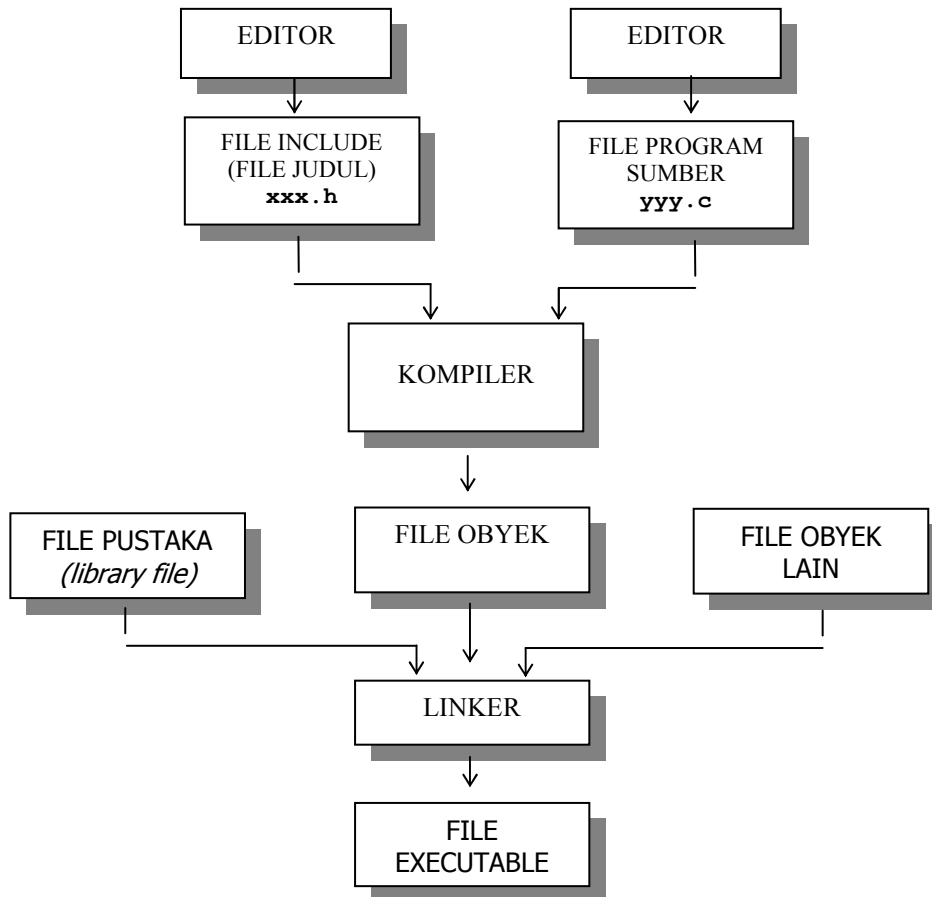 EDITOR
EDITOR
FILE INCLUDE
(FILE JUDUL)
xxx.h
FILE PROGRAM
SUMBER
yyy.c
KOMPILER
FILE PUSTAKA
(library file)
FILE OBYEK
FILE OBYEK
LAIN
LINKER
FILE
EXECUTABLE